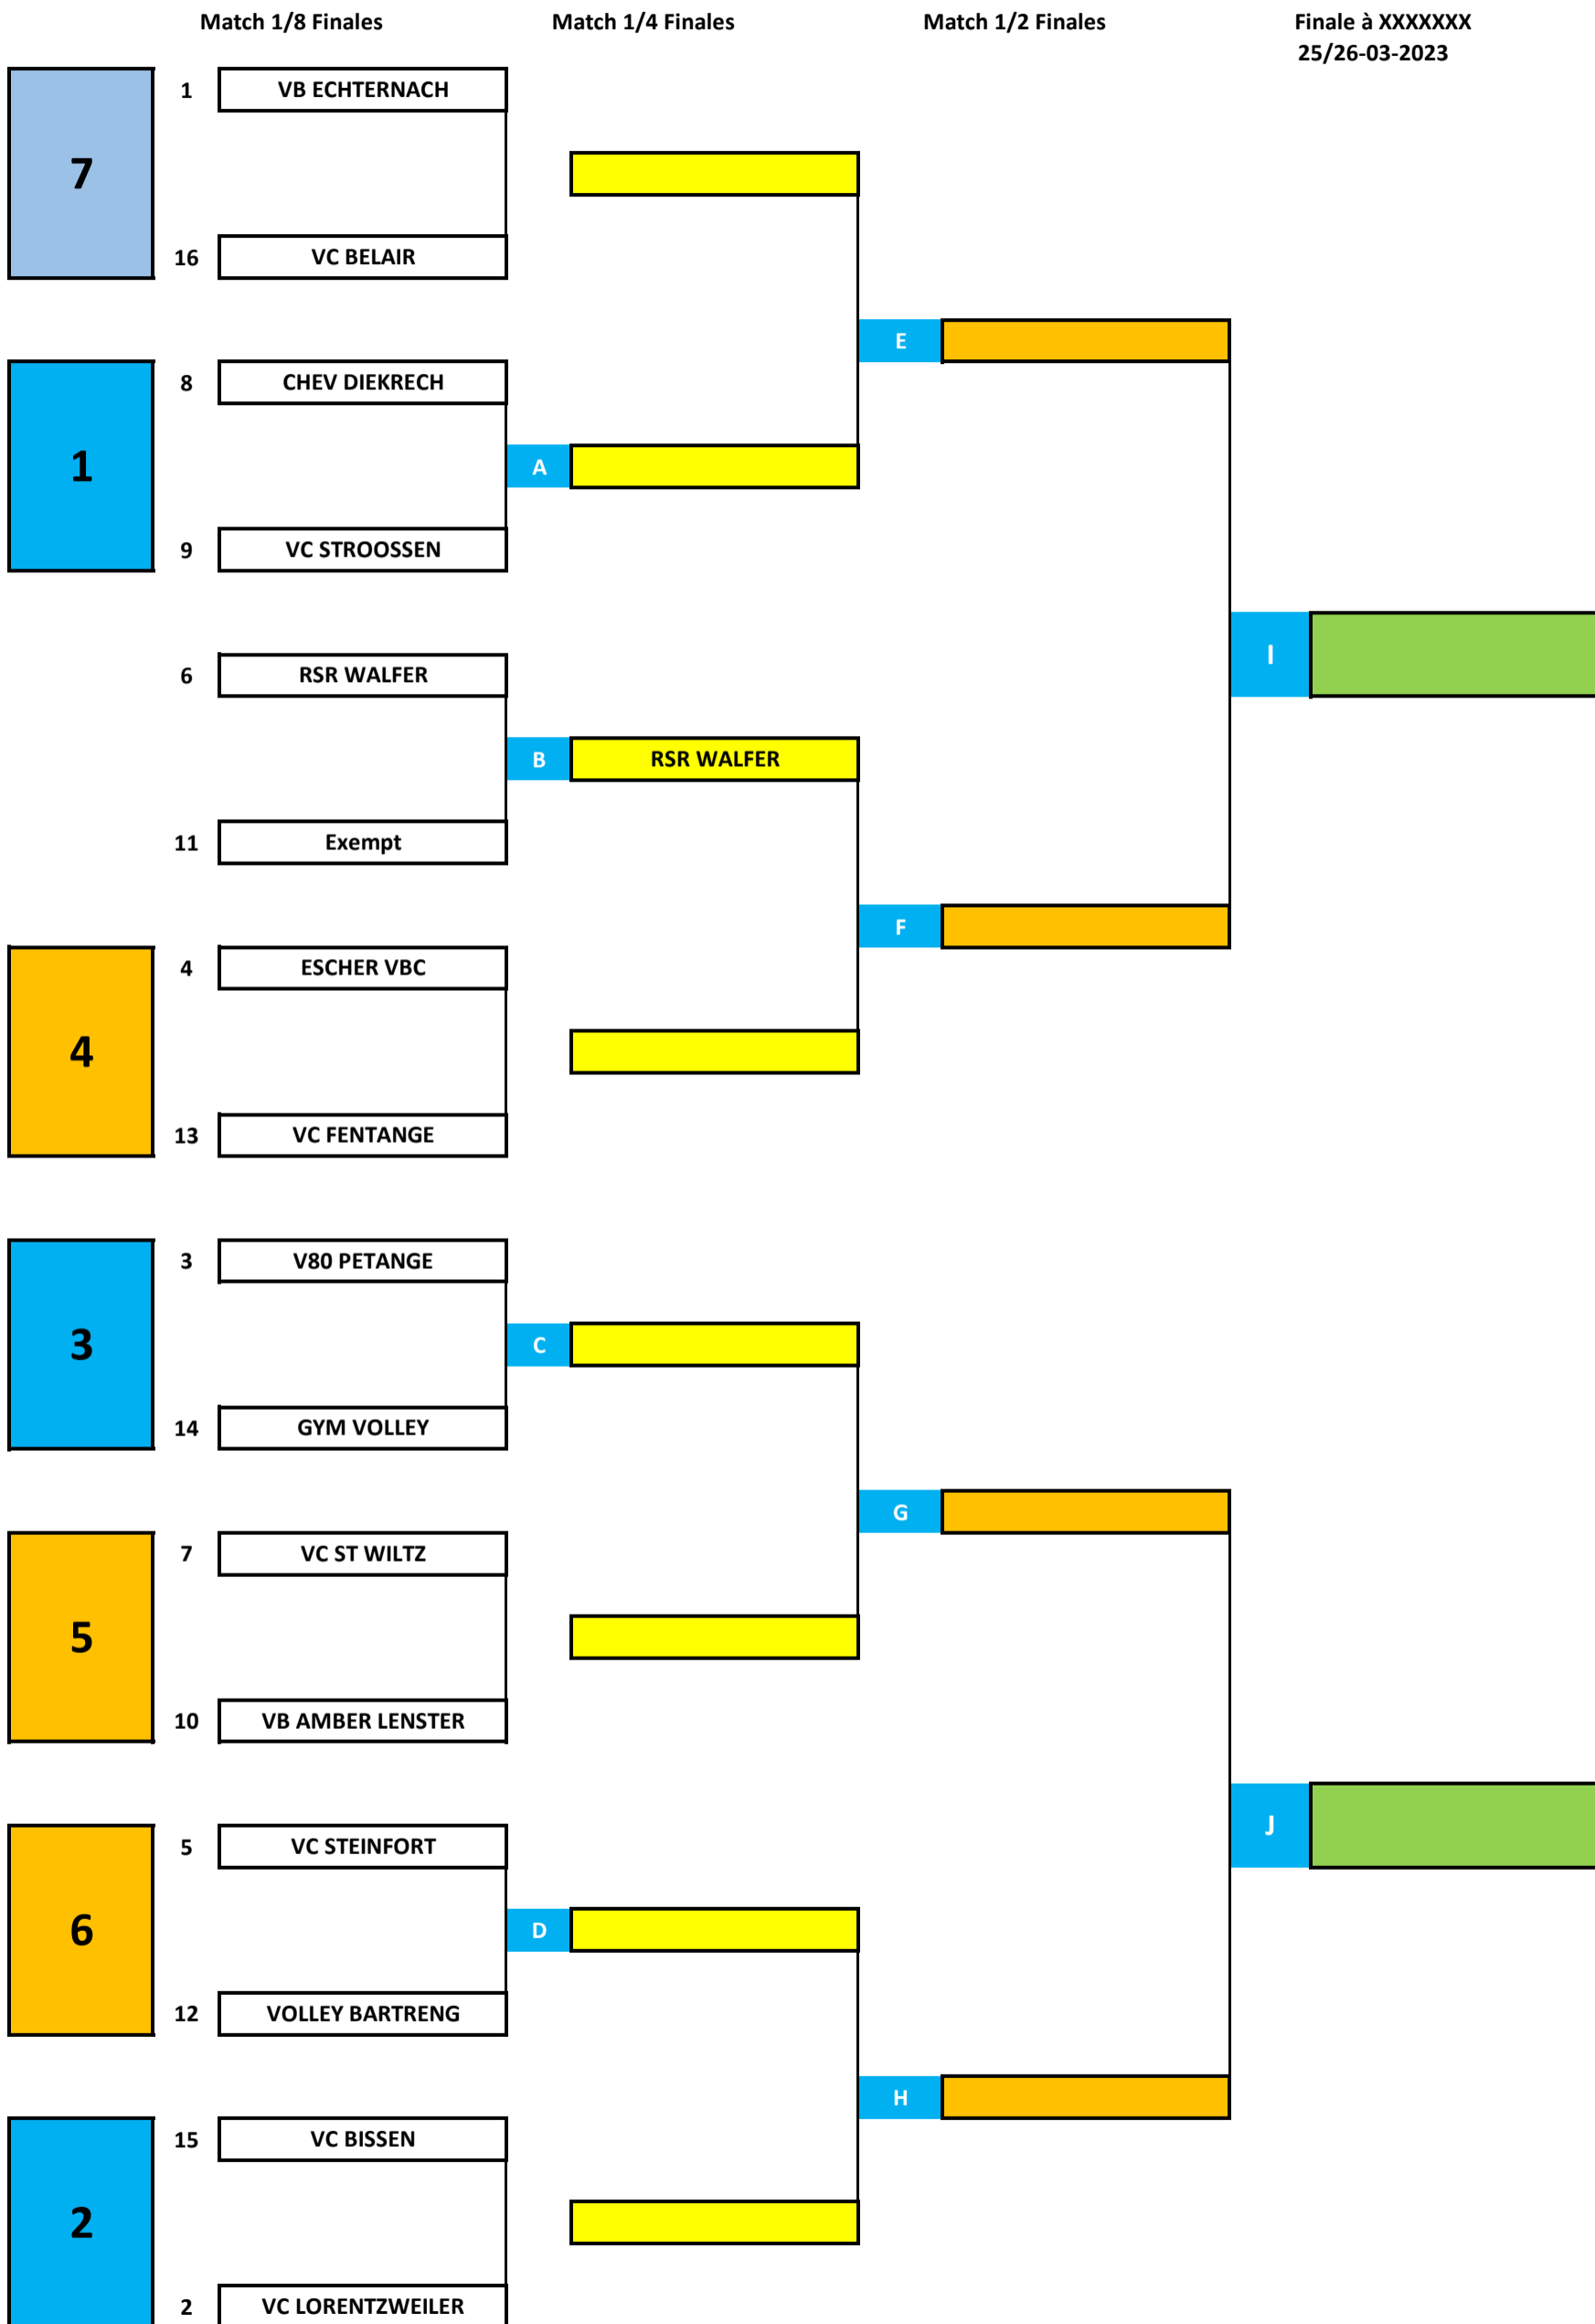 Match 1/8 Finales
Match 1/4 Finales
Match 1/2 Finales
Finale à XXXXXXX
25/26-03-2023
1
VB ECHTERNACH
7
16
VC BELAIR
E
8
CHEV DIEKRECH
1
A
9
VC STROOSSEN
I
6
RSR WALFER
B
RSR WALFER
11
Exempt
F
4
ESCHER VBC
4
13
VC FENTANGE
3
V80 PETANGE
3
C
14
GYM VOLLEY
G
7
VC ST WILTZ
5
10
VB AMBER LENSTER
J
5
VC STEINFORT
6
D
12
VOLLEY BARTRENG
H
15
VC BISSEN
2
2
VC LORENTZWEILER